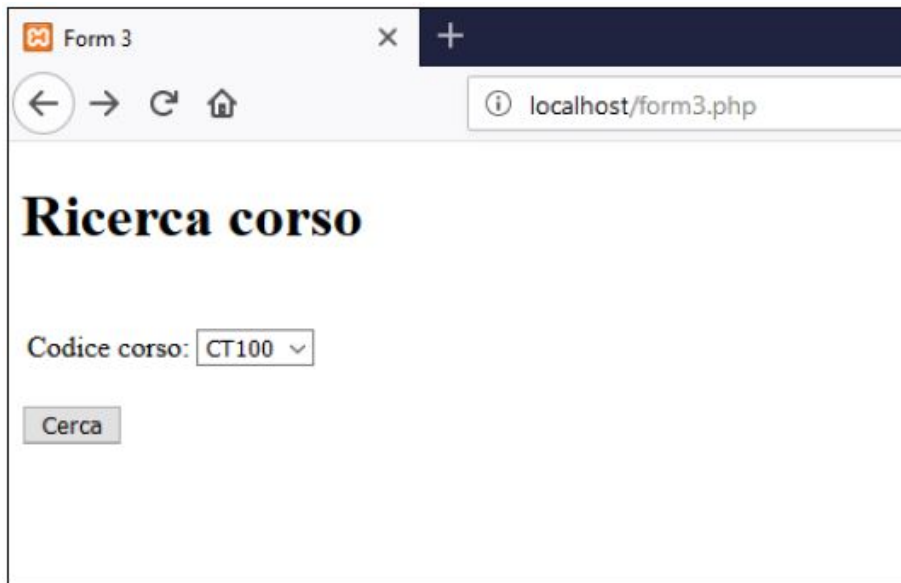 Form 3
localhost/form3.php
Ricerca corso
Codice corso: CT100
Cerca